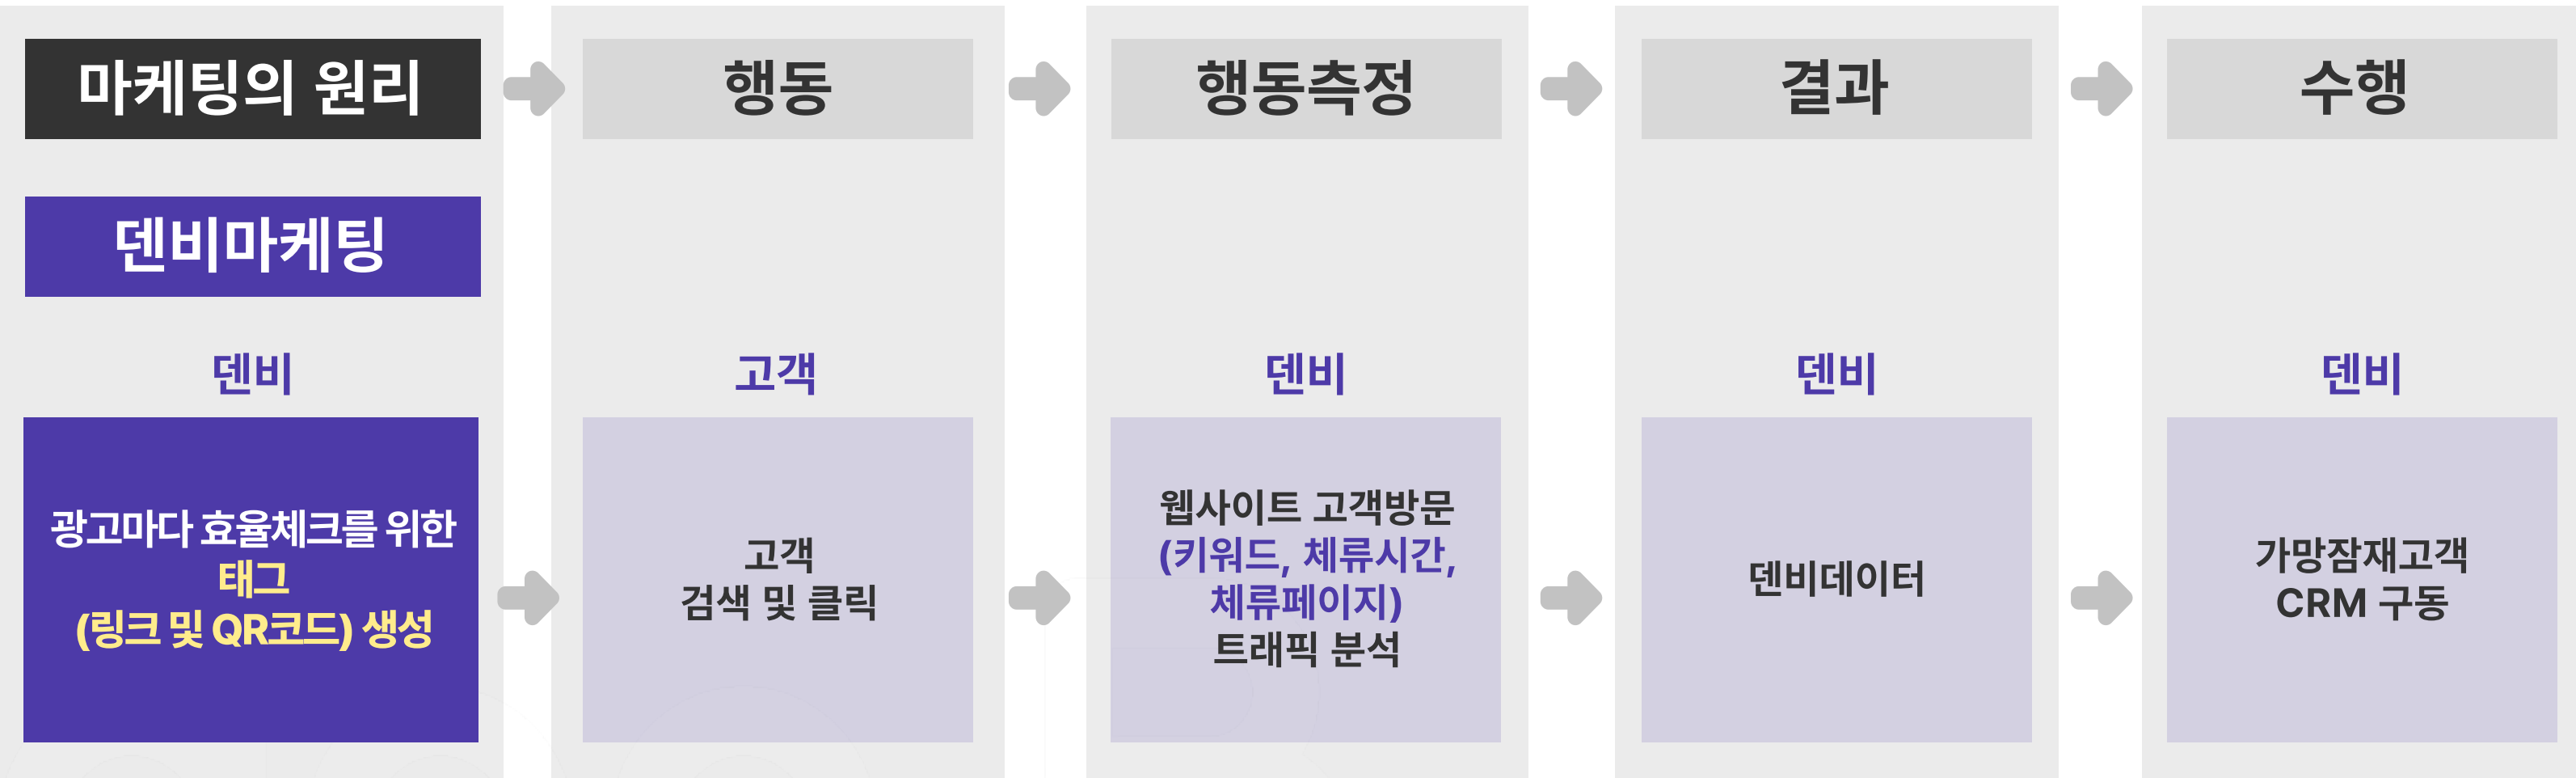 마케팅의 원리
행동
행동측정
결과
수행
덴비마케팅
덴비
고객
덴비
덴비
덴비
광고마다 효율체크를 위한
태그
(링크 및 QR코드) 생성
고객
검색 및 클릭
웹사이트 고객방문
(키워드, 체류시간,
체류페이지)
트래픽 분석
덴비데이터
가망잠재고객
CRM 구동